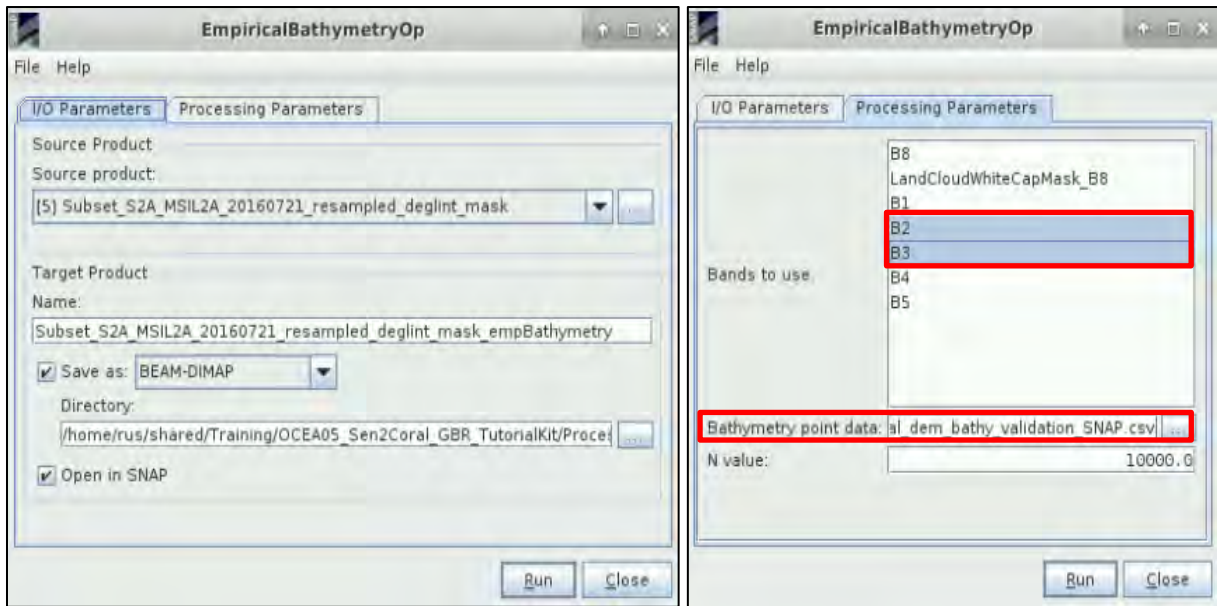 EmpiricalBathymetryOp
File Help
I/O Parameters Processing Parameters
Source Product
Source product:
[5] Subset_S2A_MSIL2A_20160721_resampled_deglint_mask
...
Target Product
Name:
Subset_S2A_MSIL2A_20160721_resampled_deglint_mask_empBathymetry
Save as: BEAM-DIMAP
Directory:
/home/rus/shared/Training/OCEA05_Sen2Coral_GBR_TutorialKit/Proces
...
Open in SNAP
Run Close
EmpiricalBathymetryOp
File Help
I/O Parameters Processing Parameters
Bands to use
B8
LandCloudWhiteCapMask_B8
B1
B2
B3
B4
B5
Bathymetry point data: al_dem_bathy_validation_SNAP.csv ...
N value: 10000.0
Run Close